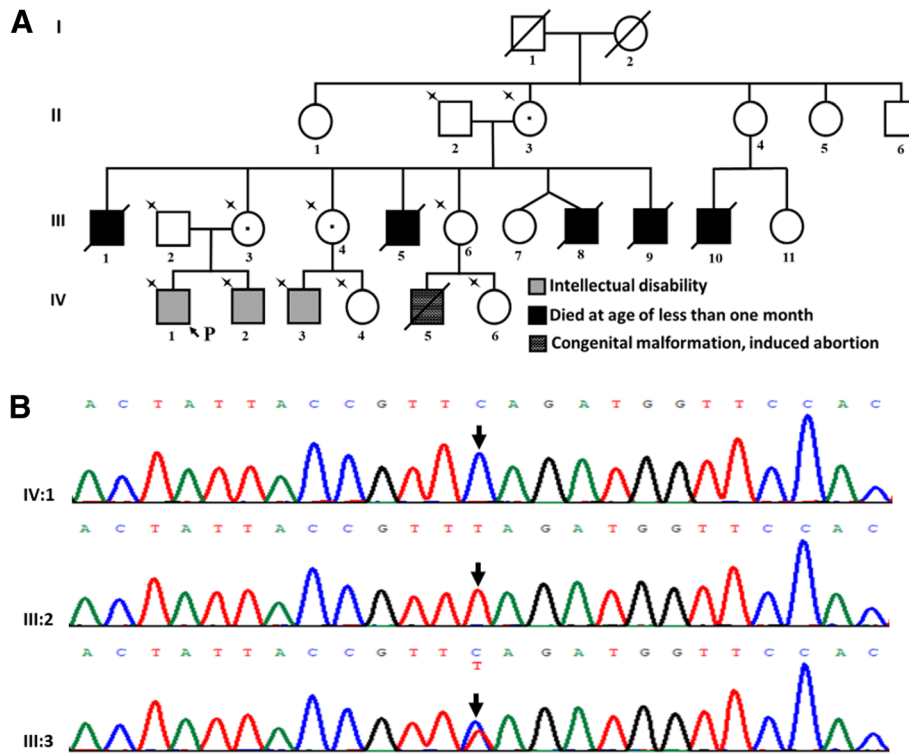 A
I
1 2
II
1 2 3 4 5 6
III
1 2 3 4 5 6 7 8 9 10 11
IV
1 P 2 3 4 5 6
Intellectual disability
Died at age of less than one month
Congenital malformation, induced abortion
B
A C T A T T A C C G T T C A G A T G G T T C C A C
IV:1
A C T A T T A C C G T T T A G A T G G T T C C A C
III:2
A C T A T T A C C G T T C A G A T G G T T C C A C
T
III:3